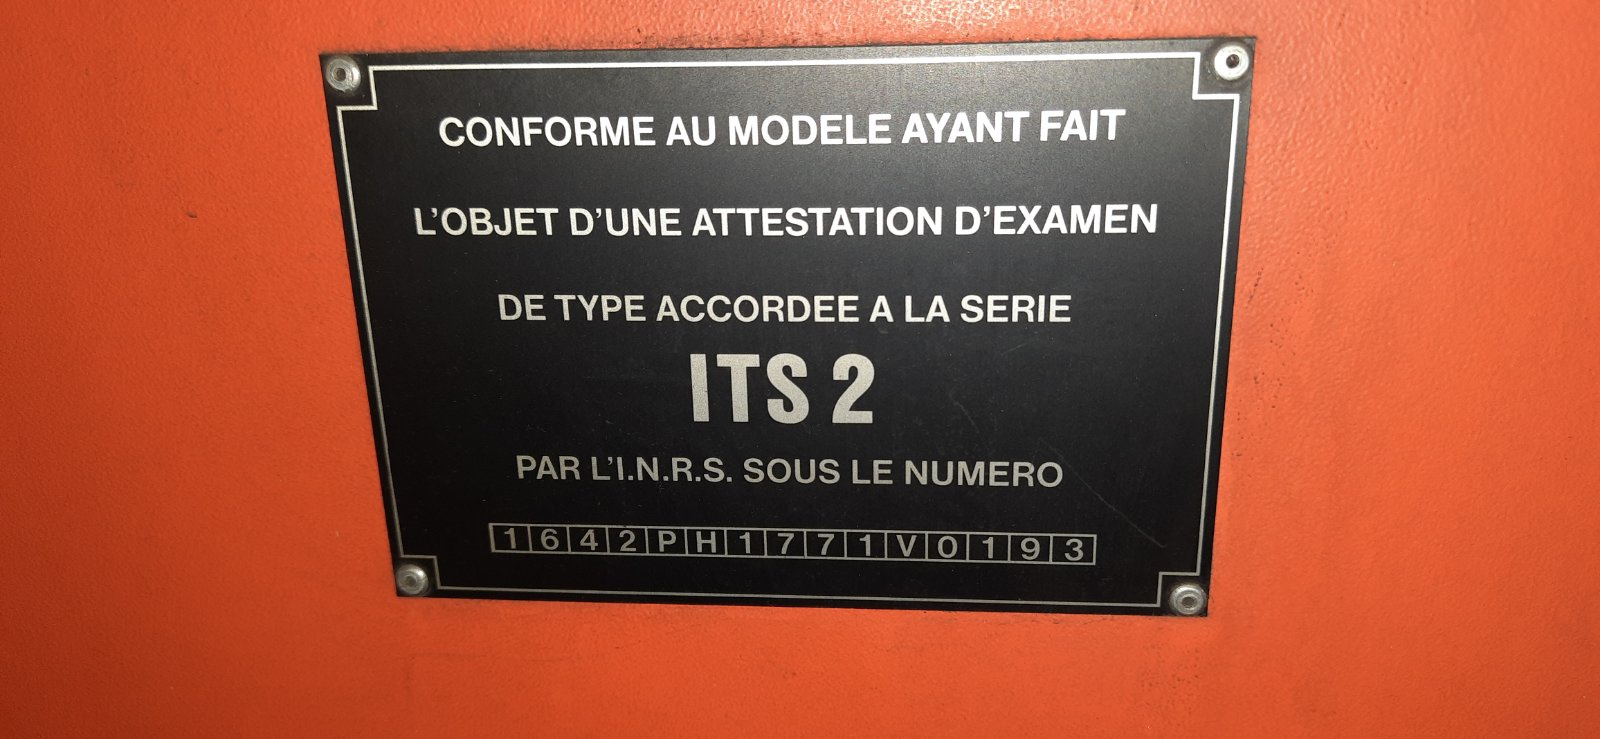 CONFORME AU MODELE AYANT FAIT
L'OBJET D'UNE ATTESTATION D'EXAMEN
DE TYPE ACCORDEE A LA SERIE
ITS 2
PAR L'I.N.R.S. SOUS LE NUMERO
1642PH1771V0193